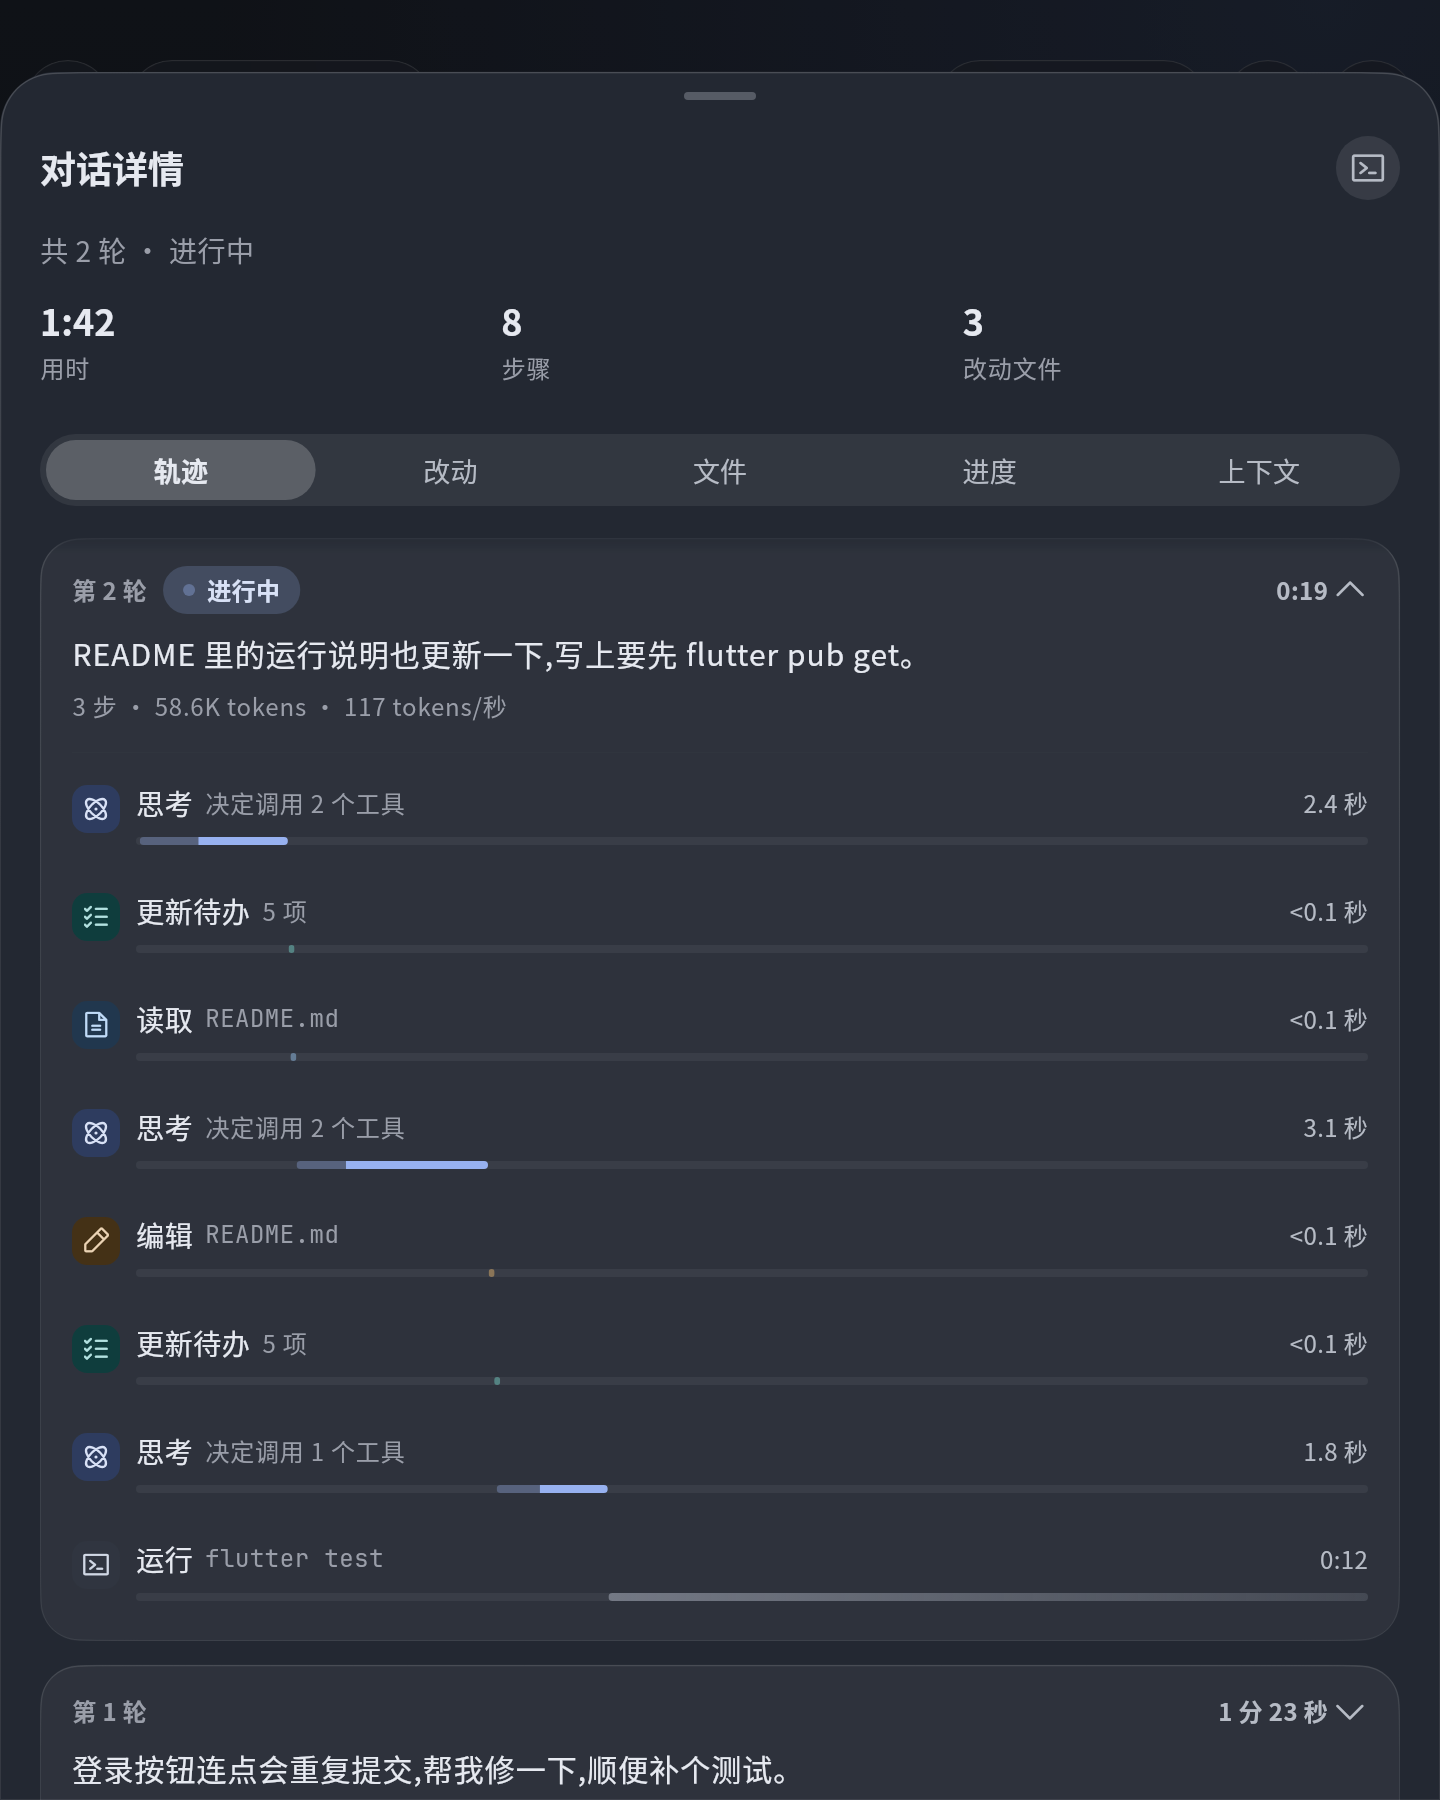 对话详情
共 2 轮 · 进行中
1:42 8 3
用时 步骤 改动文件
轨迹 改动 文件 进度 上下文
第 2 轮 进行中 0:19
README 里的运行说明也更新一下,写上要先 flutter pub get。
3 步 · 58.6K tokens · 117 tokens/秒
思考 决定调用 2 个工具 2.4 秒
更新待办 5 项 <0.1 秒
读取 README.md <0.1 秒
思考 决定调用 2 个工具 3.1 秒
编辑 README.md <0.1 秒
更新待办 5 项 <0.1 秒
思考 决定调用 1 个工具 1.8 秒
运行 flutter test 0:12
第 1 轮 1 分 23 秒
登录按钮连点会重复提交,帮我修一下,顺便补个测试。